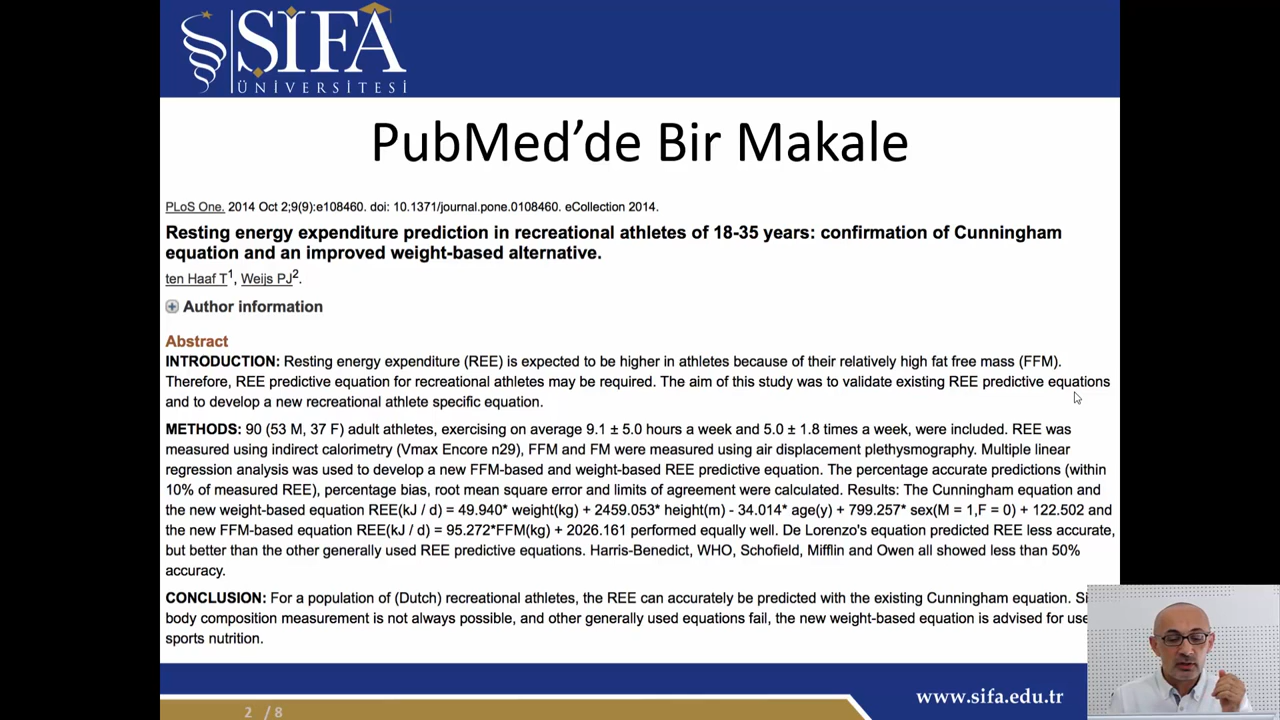 ŞİFA
ÜNİVERSİTESİ
PubMed’de Bir Makale
PLoS One. 2014 Oct 2;9(9):e108460. doi: 10.1371/journal.pone.0108460. eCollection 2014.
Resting energy expenditure prediction in recreational athletes of 18-35 years: confirmation of Cunningham
equation and an improved weight-based alternative.
ten Haaf T1, Weijs PJ2.
Author information
Abstract
INTRODUCTION: Resting energy expenditure (REE) is expected to be higher in athletes because of their relatively high fat free mass (FFM).
Therefore, REE predictive equation for recreational athletes may be required. The aim of this study was to validate existing REE predictive equations
and to develop a new recreational athlete specific equation.
METHODS: 90 (53 M, 37 F) adult athletes, exercising on average 9.1 ± 5.0 hours a week and 5.0 ± 1.8 times a week, were included. REE was
measured using indirect calorimetry (Vmax Encore n29), FFM and FM were measured using air displacement plethysmography. Multiple linear
regression analysis was used to develop a new FFM-based and weight-based REE predictive equation. The percentage accurate predictions (within
10% of measured REE), percentage bias, root mean square error and limits of agreement were calculated. Results: The Cunningham equation and
the new weight-based equation REE(kJ / d) = 49.940* weight(kg) + 2459.053* height(m) - 34.014* age(y) + 799.257* sex(M = 1,F = 0) + 122.502 and
the new FFM-based equation REE(kJ / d) = 95.272*FFM(kg) + 2026.161 performed equally well. De Lorenzo's equation predicted REE less accurate,
but better than the other generally used REE predictive equations. Harris-Benedict, WHO, Schofield, Mifflin and Owen all showed less than 50%
accuracy.
CONCLUSION: For a population of (Dutch) recreational athletes, the REE can accurately be predicted with the existing Cunningham equation.
body composition measurement is not always possible, and other generally used equations fail, the new weight-based equation is advised for use
sports nutrition.
www.sifa.edu.tr
2 / 8